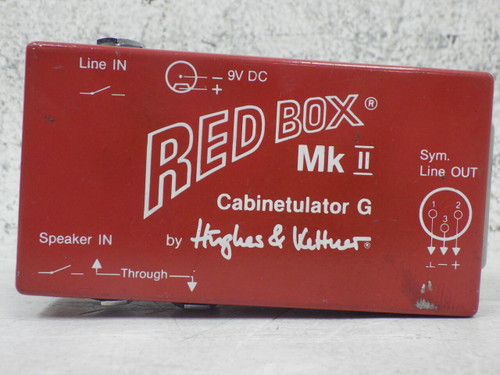 Line IN
9V DC
− +
RED BOX ®
Mk II
Cabinetulator G
by Hughes & Kettner ®
Sym.
Line OUT
1 2
3
⊥ − +
Speaker IN
Through